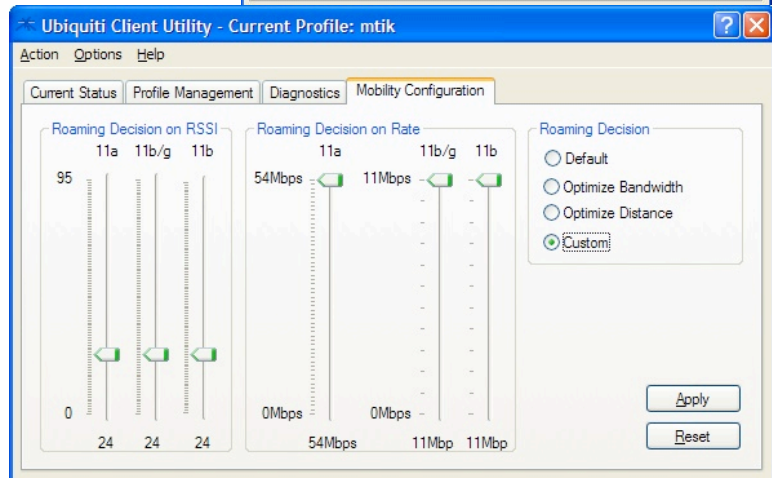 Ubiquiti Client Utility - Current Profile: mtik
Action Options Help
Current Status Profile Management Diagnostics Mobility Configuration
Roaming Decision on RSSI
11a 11b/g 11b
95
0
24 24 24
Roaming Decision on Rate
11a 11b/g 11b
54Mbps 11Mbps
0Mbps 0Mbps
54Mbps 11Mbp 11Mbp
Roaming Decision
Default
Optimize Bandwidth
Optimize Distance
Custom
Apply
Reset